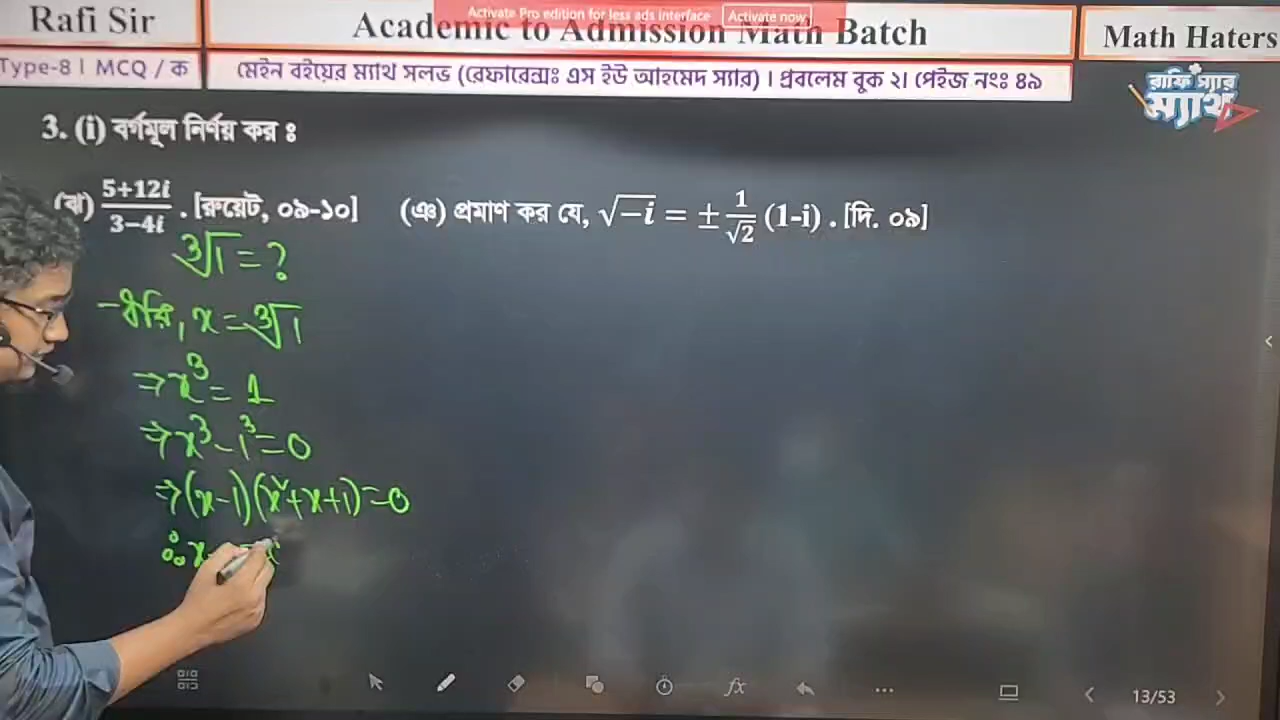 Activate Pro edition for less ads interface Activate now
Rafi Sir
Academic to Admission Math Batch
Math Haters
Type-8 | MCQ / ক
মেইন বইয়ের ম্যাথ সলভ (রেফারেন্সঃ এস ইউ আহমেদ স্যার) । প্রবলেম বুক ২। পেইজ নংঃ ৪৯
রাফি স্যার
ম্যাথ
3. (i) বর্গমূল নির্ণয় কর ঃ
(ঝ) \frac{5+12i}{3-4i} . [রুয়েট, ০৯-১০]
(ঞ) প্রমাণ কর যে, √-i = ± \frac{1}{√2} (1-i) . [দি. ০৯]
∛1 = ?
ধরি, x = ∛1
⇒ x³ = 1
⇒ x³ - 1³ = 0
⇒ (x-1)(x²+x+1) = 0
∴ x
fx
13/53